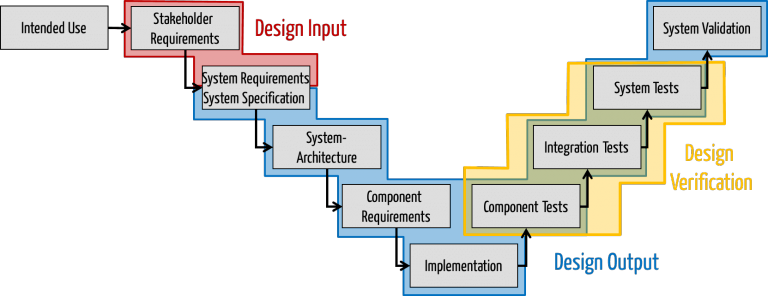 Intended Use
Stakeholder
Requirements
Design Input
System Validation
System Requirements
System Specification
System Tests
System-
Architecture
Integration Tests
Design
Verification
Component
Requirements
Component Tests
Implementation
Design Output